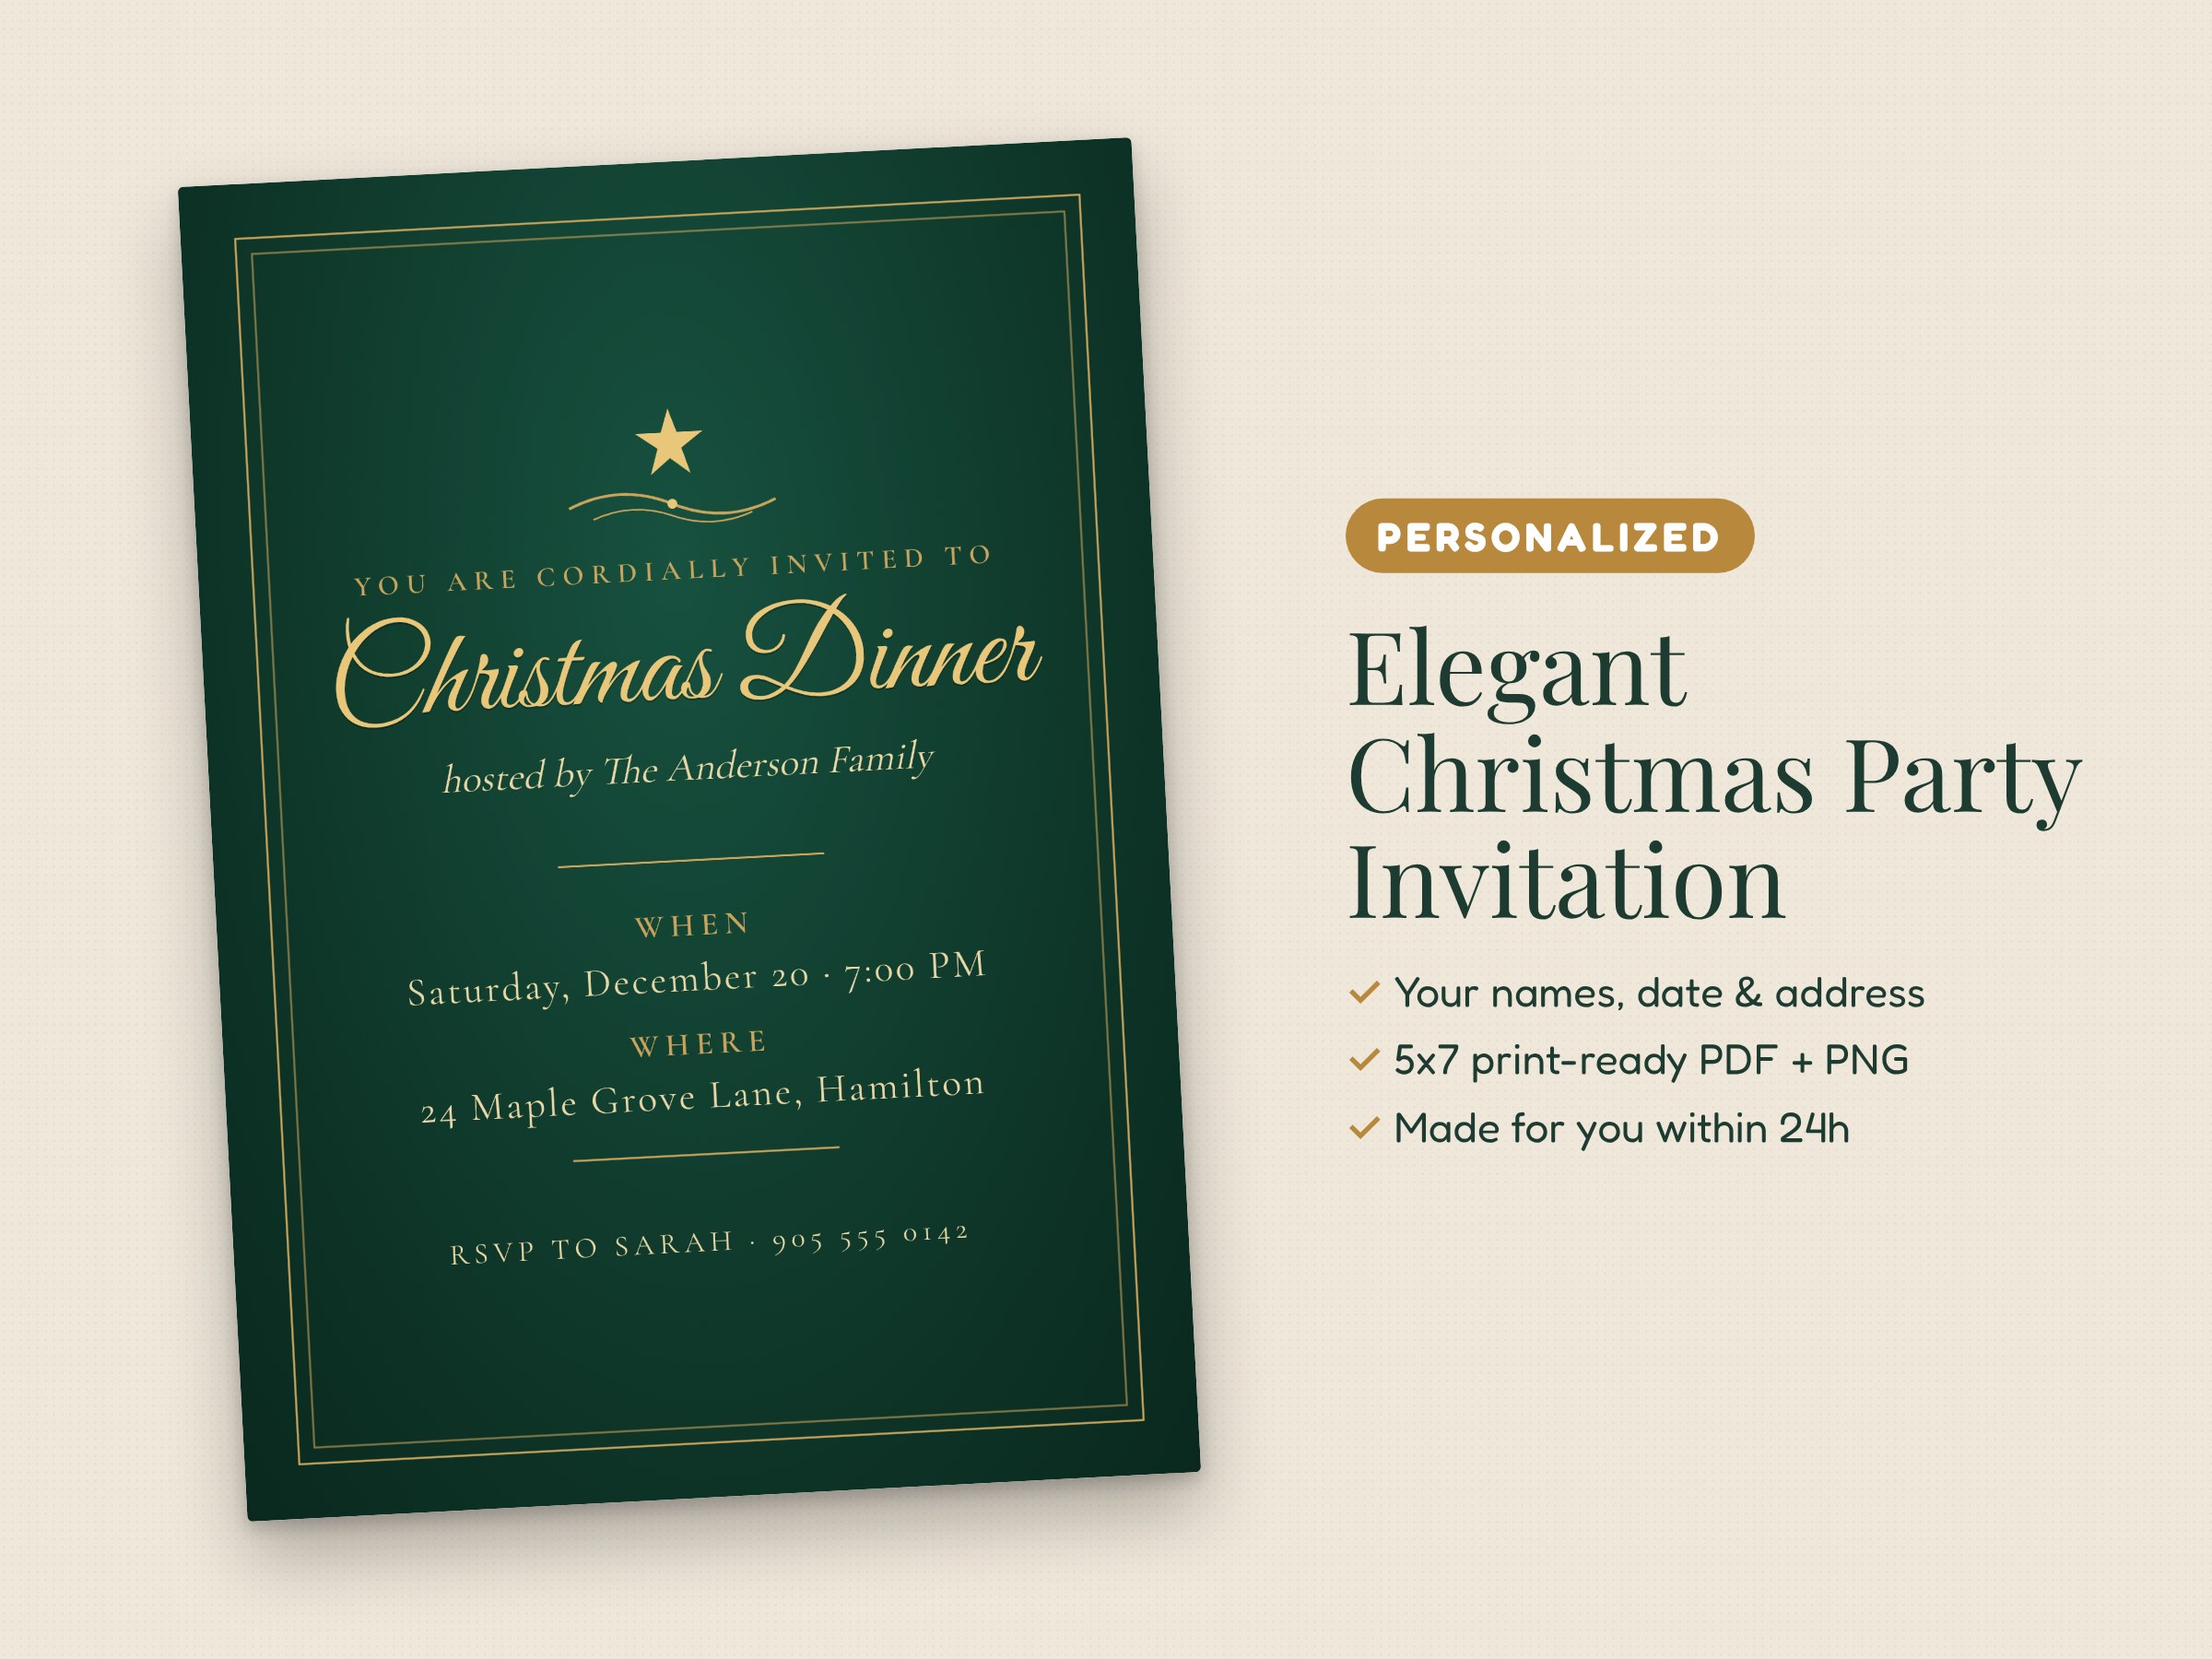 YOU ARE CORDIALLY INVITED TO
Christmas Dinner
hosted by The Anderson Family
WHEN
Saturday, December 20 · 7:00 PM
WHERE
24 Maple Grove Lane, Hamilton
RSVP TO SARAH · 905 555 0142
PERSONALIZED
Elegant
Christmas Party
Invitation
Your names, date & address
5x7 print-ready PDF + PNG
Made for you within 24h